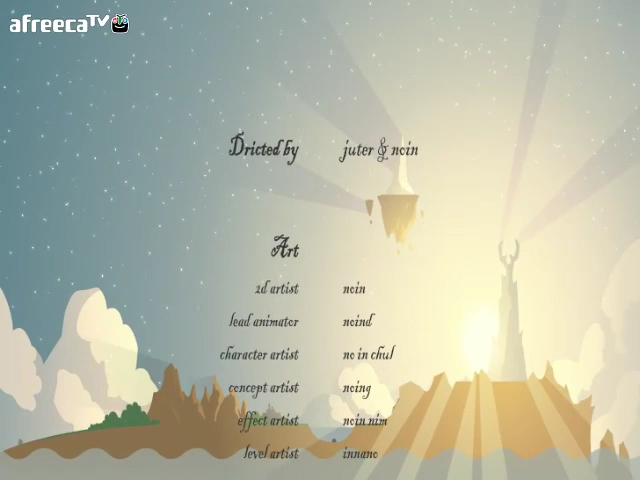 afreecaTV
Dricted by juter & noin
Art
2d artist noin
lead animator noind
character artist no in chul
concept artist noing
effect artist noin nim
level artist innano